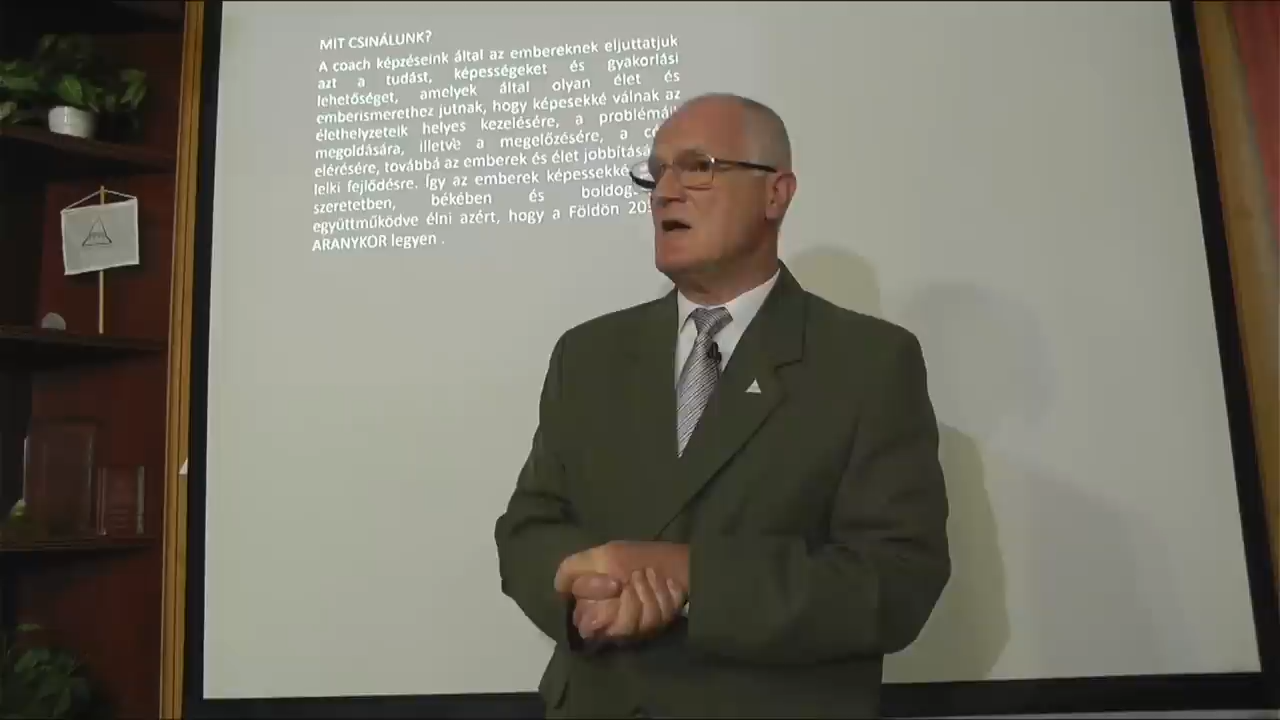 MIT CSINÁLUNK?
A coach képzéseink által az embereknek eljuttatjuk
azt a tudást, képességeket és gyakorlási
lehetőséget, amelyek által olyan élet és
emberismerethez jutnak, hogy képesekké válnak az
élethelyzeteik helyes kezelésére, a
megoldására, illetve a megelőzésére, a
elérésére, továbbá az emberek és élet
lelki fejlődésre. Így az emberek képessekké
szeretetben, békében és
együttműködve élni azért, hogy a Földön
ARANYKOR legyen .